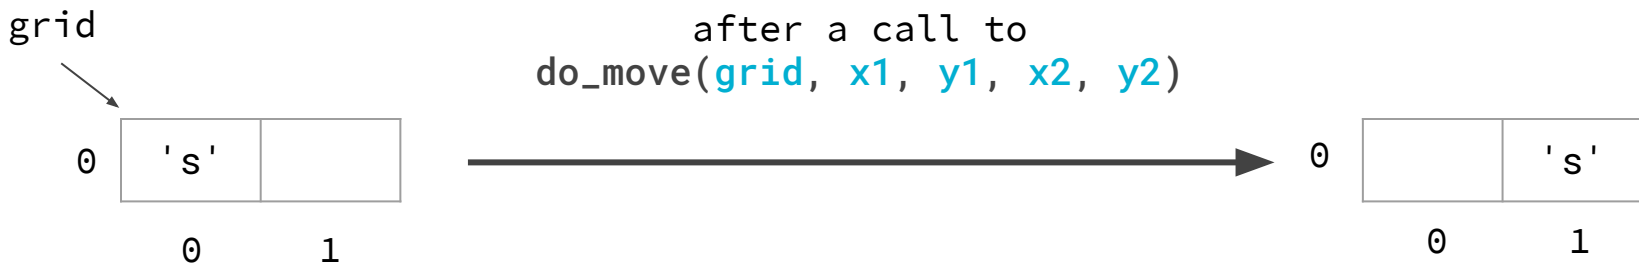 grid
after a call to
do_move(grid, x1, y1, x2, y2)
0 's'
0 1
0 's'
0 1